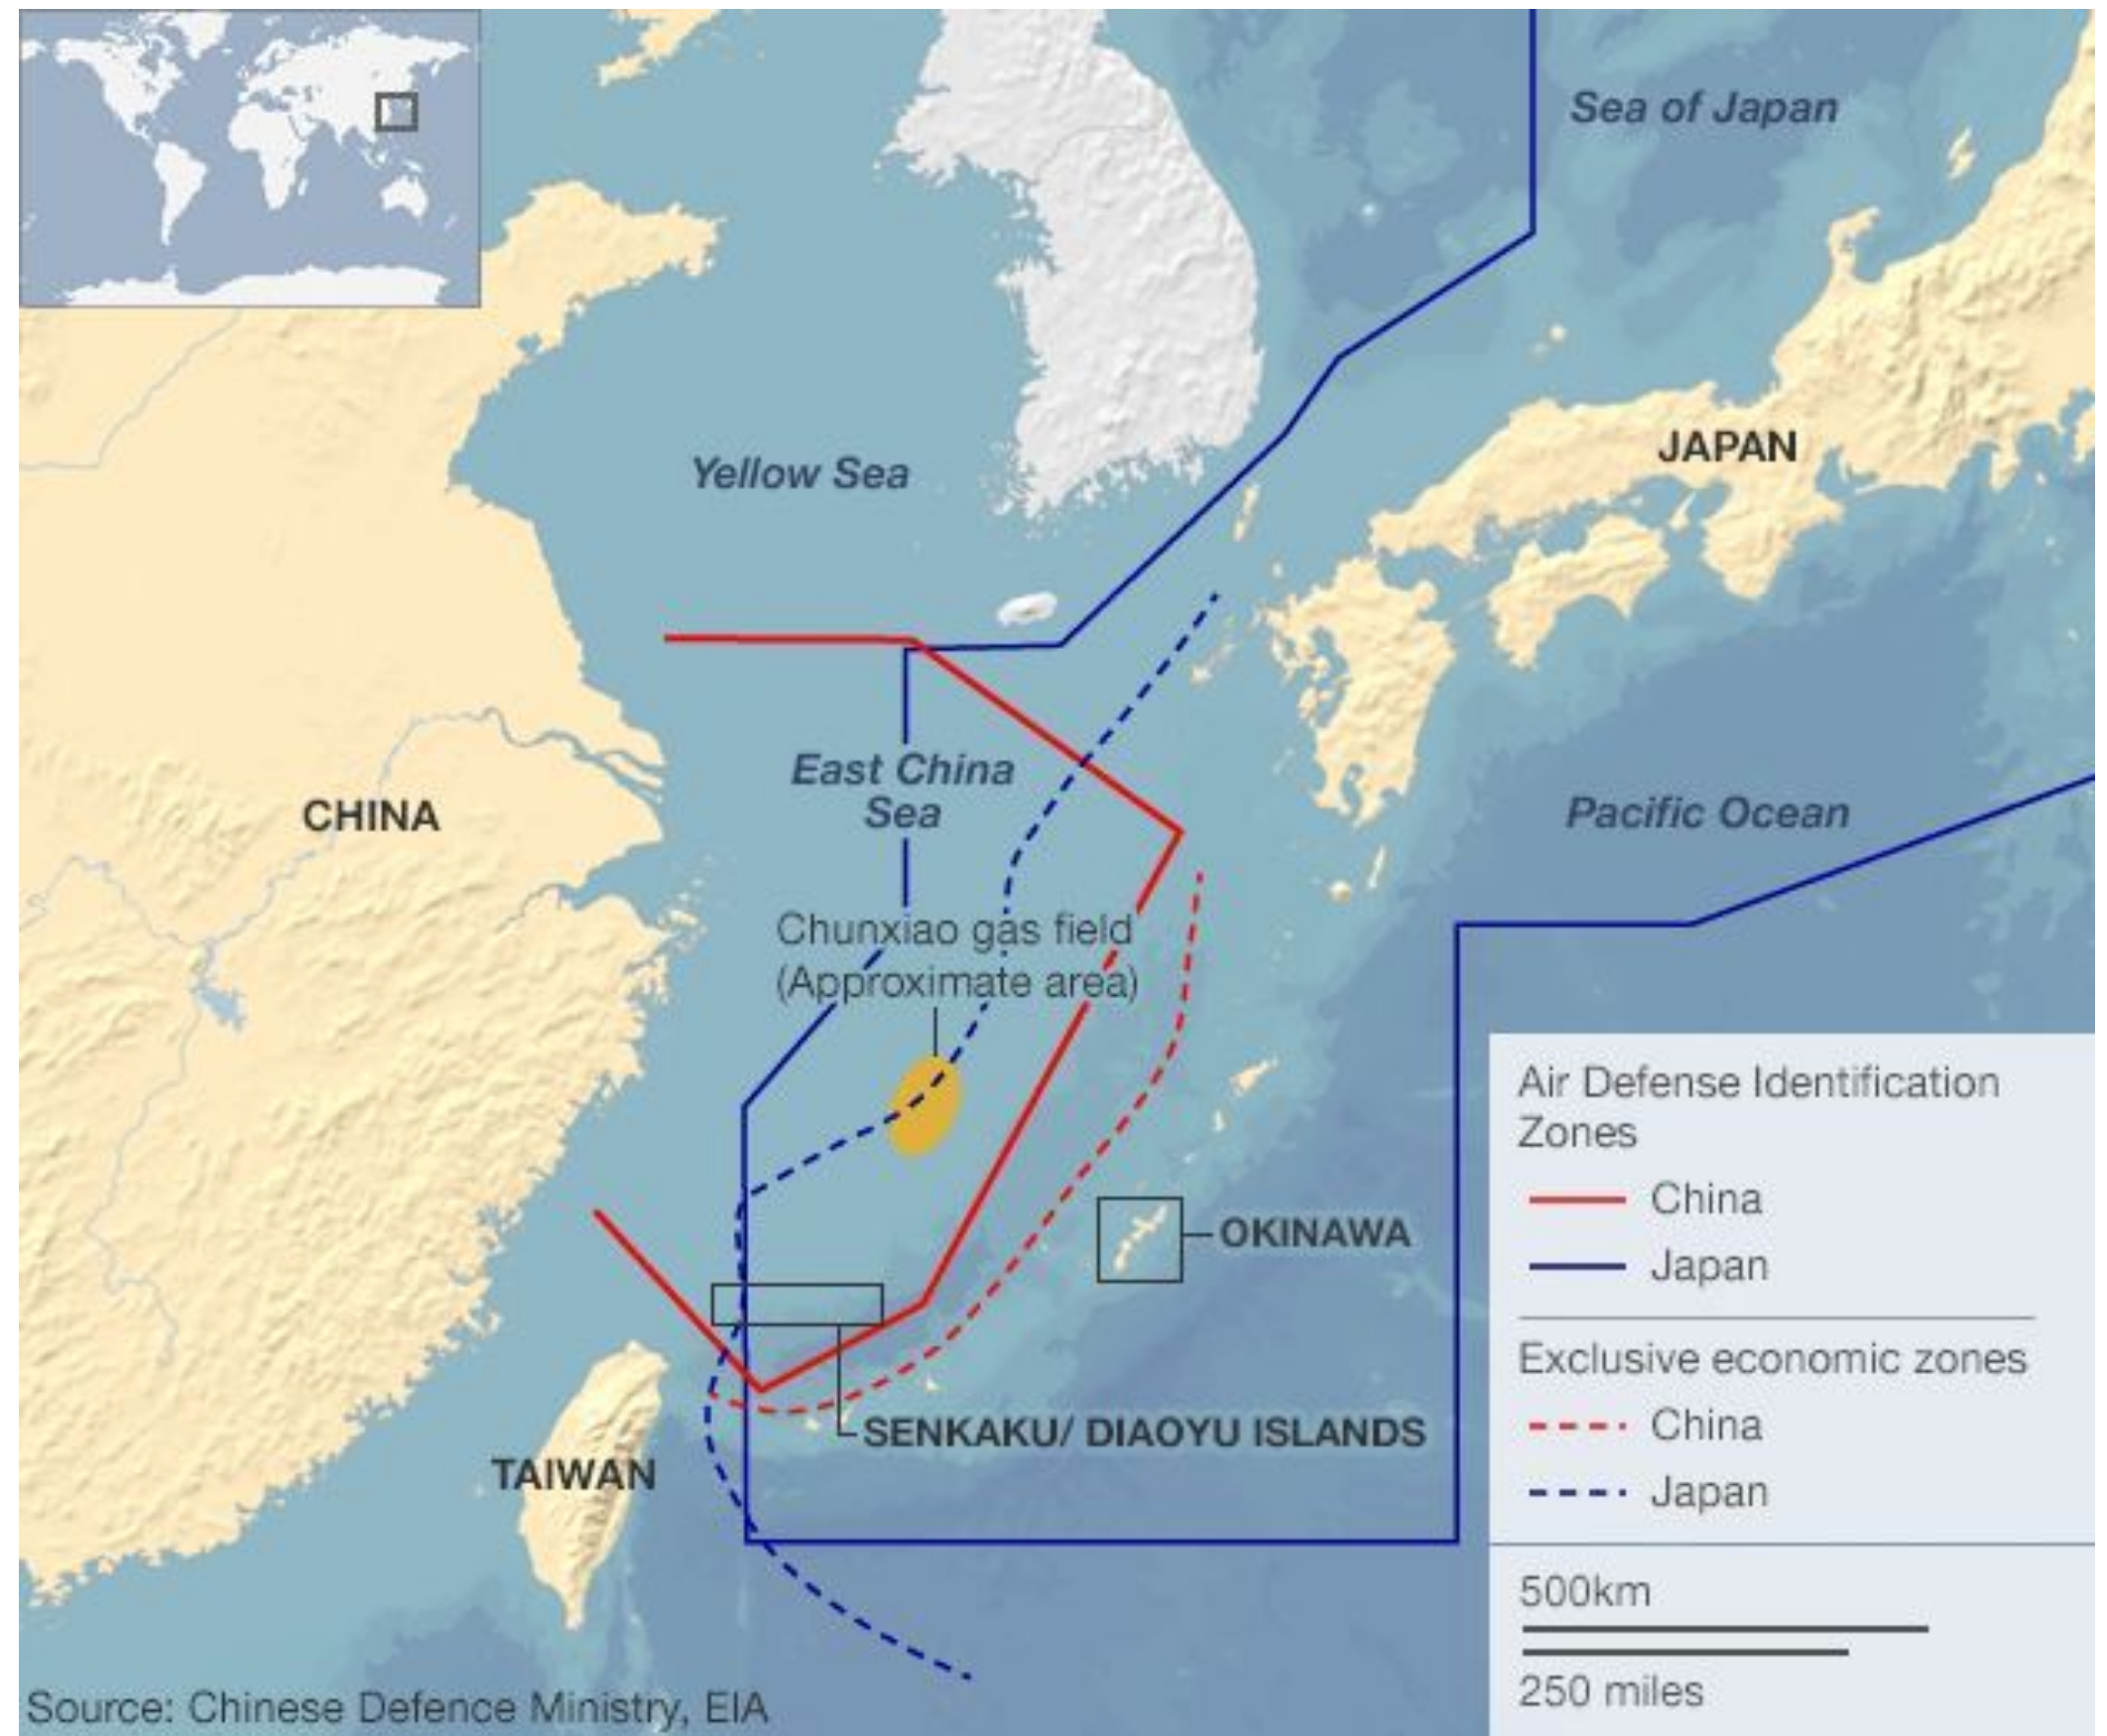 Sea of Japan
JAPAN
Yellow Sea
East China
Sea
CHINA
Pacific Ocean
Chunxiao gas field
(Approximate area)
OKINAWA
SENKAKU/ DIAOYU ISLANDS
TAIWAN
Air Defense Identification
Zones
China
Japan
Exclusive economic zones
China
Japan
500km
250 miles
Source: Chinese Defence Ministry, EIA